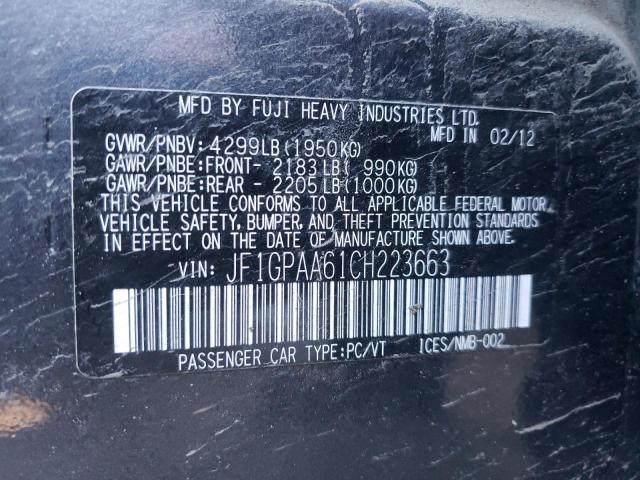 MFD BY FUJI HEAVY INDUSTRIES LTD.
MFD IN 02/12
GVWR/PNBV: 4299LB(1950KG)
GAWR/PNBE:FRONT- 2183LB( 990KG)
GAWR/PNBE:REAR - 2205LB(1000KG)
THIS VEHICLE CONFORMS TO ALL APPLICABLE FEDERAL MOTOR
VEHICLE SAFETY, BUMPER, AND THEFT PREVENTION STANDARDS
IN EFFECT ON THE DATE OF MANUFACTURE SHOWN ABOVE.
VIN: JF1GPAA61CH223663
PASSENGER CAR TYPE:PC/VT ICES/NMB-002